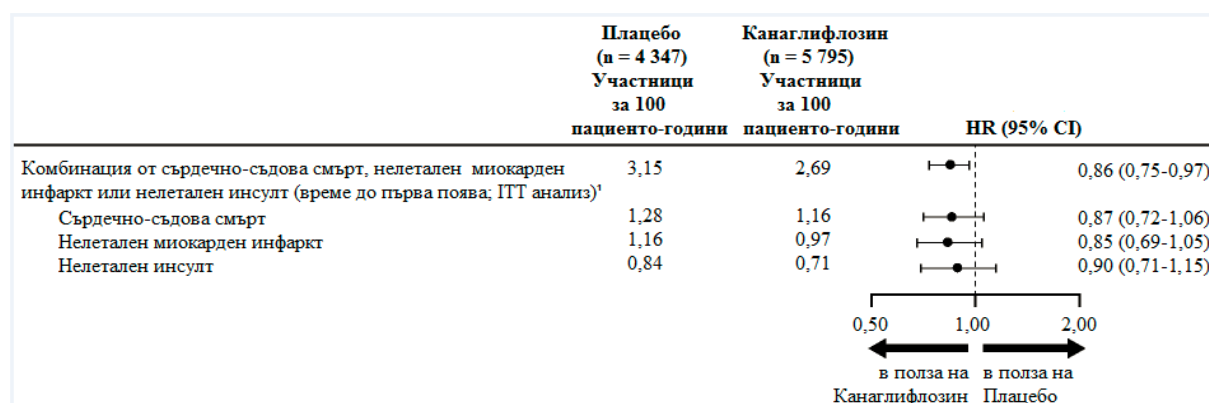 Плацебо Канаглифлозин
(n = 4 347) (n = 5 795)
Участници Участници
за 100 за 100
пациенто-години пациенто-години HR (95% CI)
Комбинация от сърдечно-съдова смърт, нелетален миокарден 3,15 2,69 0,86 (0,75-0,97)
инфаркт или нелетален инсулт (време до първа поява; ITT анализ)¹
Сърдечно-съдова смърт 1,28 1,16 0,87 (0,72-1,06)
Нелетален миокарден инфаркт 1,16 0,97 0,85 (0,69-1,05)
Нелетален инсулт 0,84 0,71 0,90 (0,71-1,15)
0,50 1,00 2,00
в полза на в полза на
Канаглифлозин Плацебо